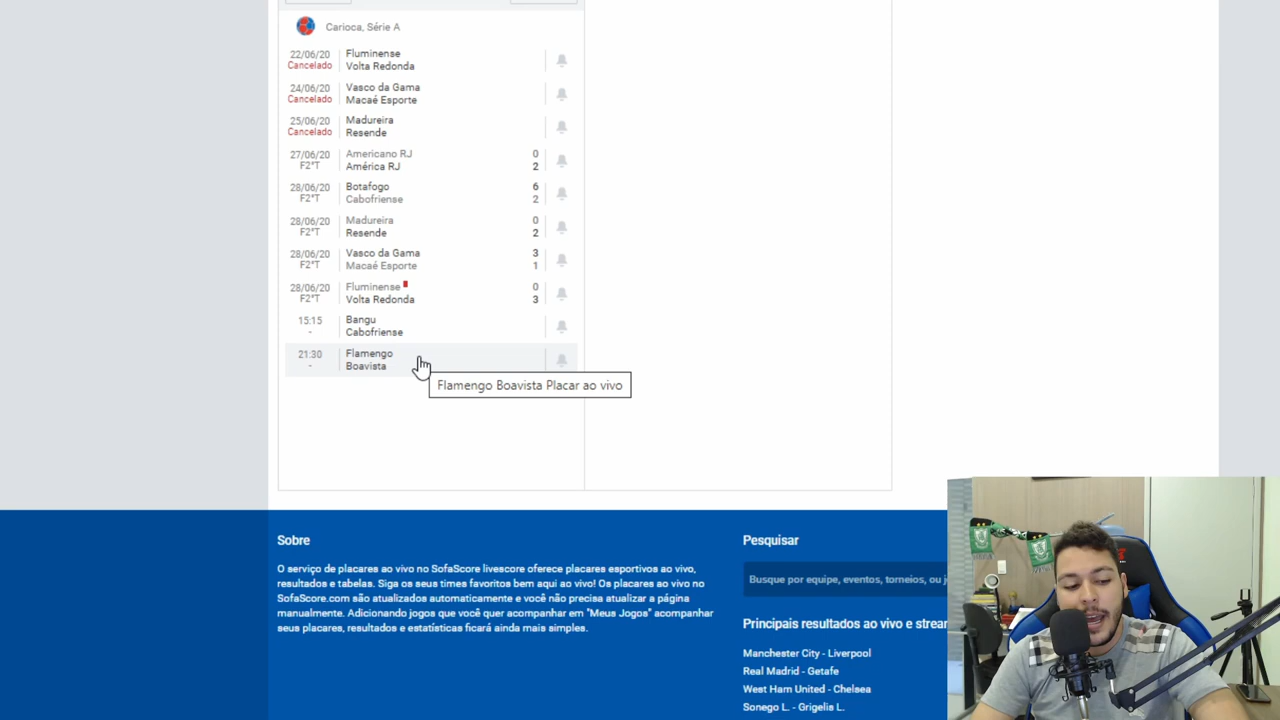 Carioca, Série A
22/06/20 Fluminense
Cancelado Volta Redonda
24/06/20 Vasco da Gama
Cancelado Macaé Esporte
25/06/20 Madureira
Cancelado Resende
27/06/20 Americano RJ 0
F2°T América RJ 2
28/06/20 Botafogo 6
F2°T Cabofriense 2
28/06/20 Madureira 0
F2°T Resende 2
28/06/20 Vasco da Gama 3
F2°T Macaé Esporte 1
28/06/20 Fluminense 0
F2°T Volta Redonda 3
15:15 Bangu
- Cabofriense
21:30 Flamengo
- Boavista
Flamengo Boavista Placar ao vivo
Sobre
O serviço de placares ao vivo no SofaScore livescore oferece placares esportivos ao vivo,
resultados e tabelas. Siga os seus times favoritos bem aqui ao vivo! Os placares ao vivo no
SofaScore.com são atualizados automaticamente e você não precisa atualizar a página
manualmente. Adicionando jogos que você quer acompanhar em "Meus Jogos" acompanhar
seus placares, resultados e estatísticas ficará ainda mais simples.
Pesquisar
Busque por equipe, eventos, torneios, ou j
Principais resultados ao vivo e strea
Manchester City - Liverpool
Real Madrid - Getafe
West Ham United - Chelsea
Sonego L. - Grigelis L.